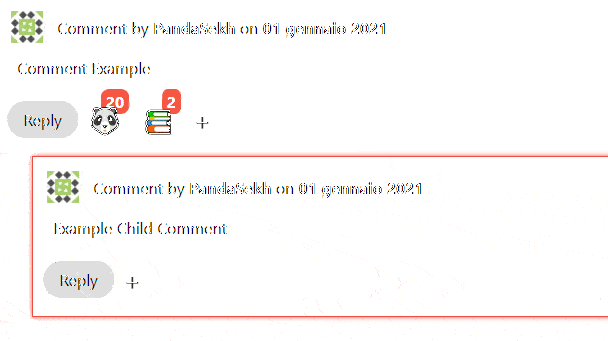 Comment by PandaSekh on 01 gennaio 2021
Comment Example
Reply 20 2 +
Comment by PandaSekh on 01 gennaio 2021
Example Child Comment
Reply +